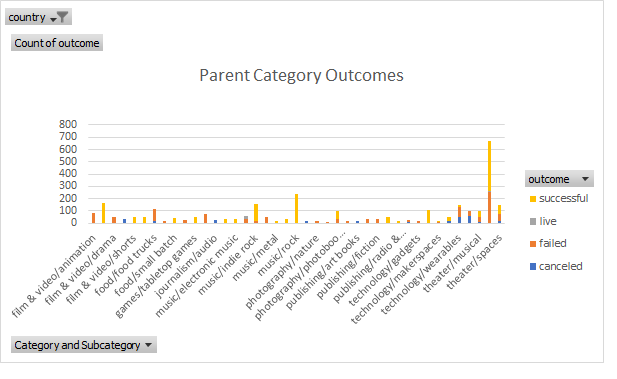 country
Count of outcome
Parent Category Outcomes
800
700
600
500
400
300
200
100
0
film & video/animation
film & video/drama
film & video/shorts
food/food trucks
food/small batch
games/tabletop games
journalism/audio
music/electronic music
music/indie rock
music/metal
music/rock
photography/nature
photography/photoboo...
publishing/art books
publishing/fiction
publishing/radio & ...
technology/gadgets
technology/makerspaces
technology/wearables
theater/musical
theater/spaces
outcome
successful
live
failed
canceled
Category and Subcategory